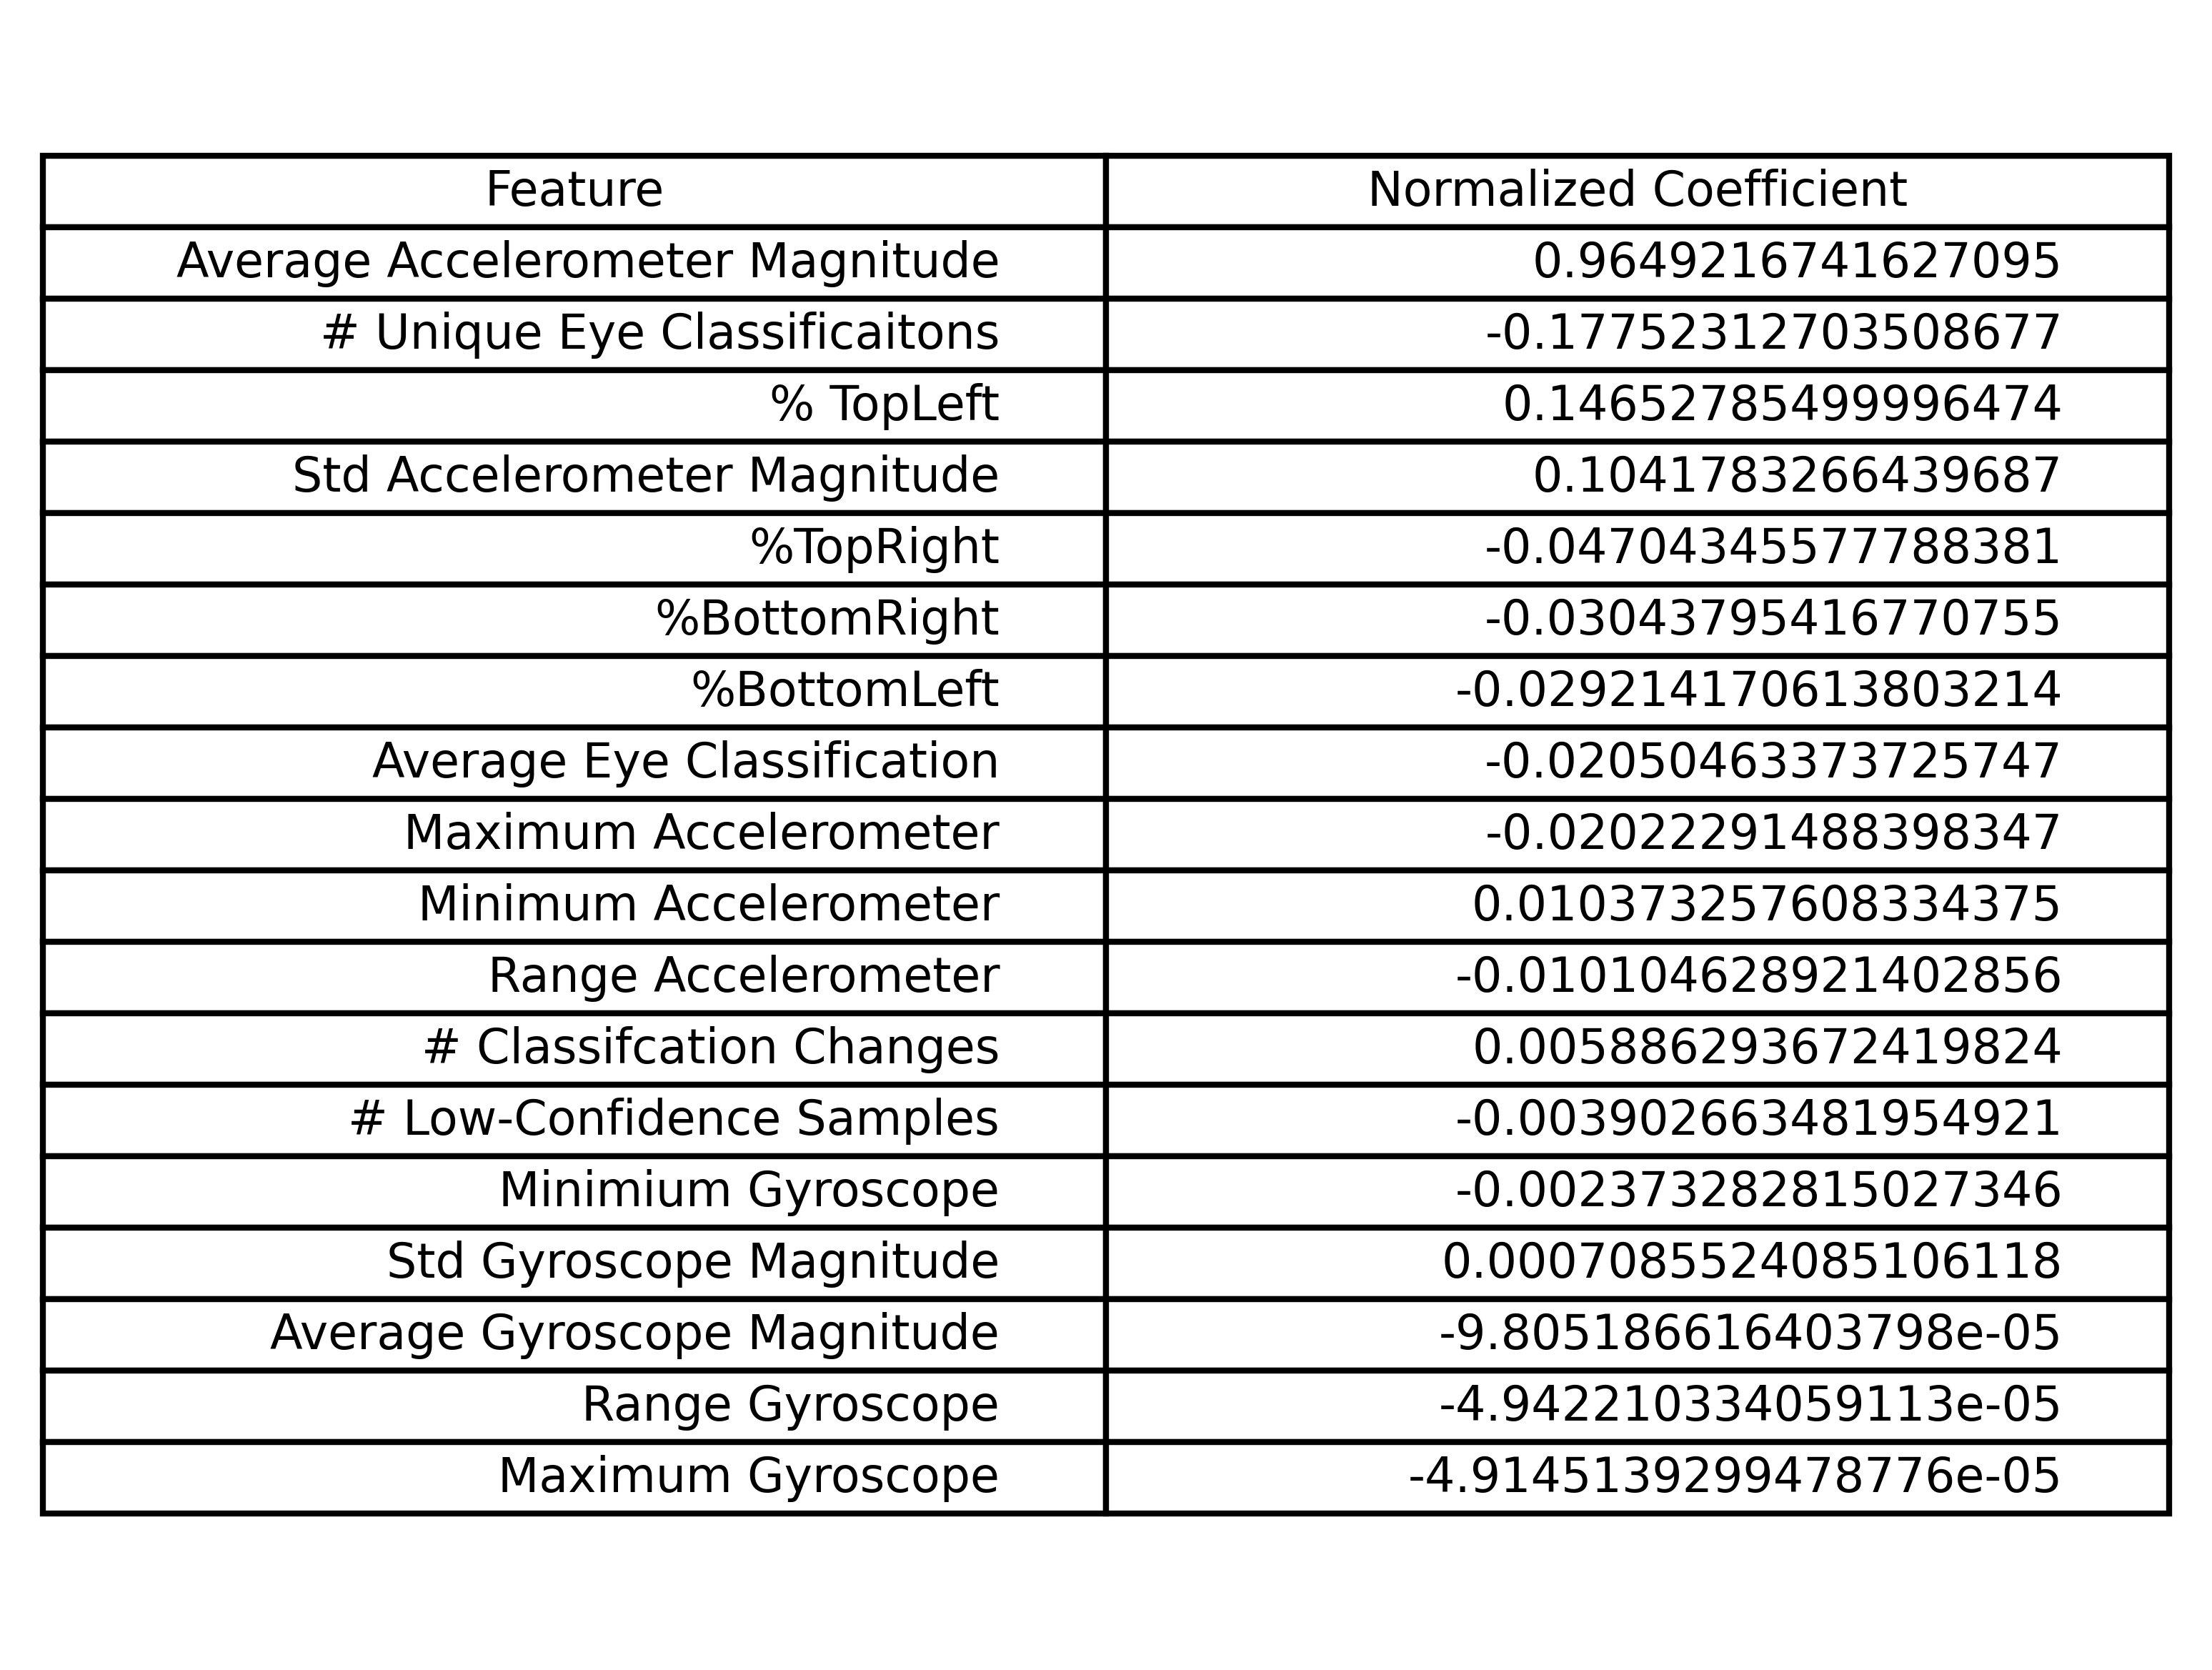 Feature Normalized Coefficient
Average Accelerometer Magnitude 0.9649216741627095
# Unique Eye Classificaitons -0.17752312703508677
% TopLeft 0.14652785499996474
Std Accelerometer Magnitude 0.1041783266439687
%TopRight -0.04704345577788381
%BottomRight -0.03043795416770755
%BottomLeft -0.029214170613803214
Average Eye Classification -0.02050463373725747
Maximum Accelerometer -0.02022291488398347
Minimum Accelerometer 0.010373257608334375
Range Accelerometer -0.010104628921402856
# Classifcation Changes 0.005886293672419824
# Low-Confidence Samples -0.003902663481954921
Minimium Gyroscope -0.002373282815027346
Std Gyroscope Magnitude 0.0007085524085106118
Average Gyroscope Magnitude -9.805186616403798e-05
Range Gyroscope -4.942210334059113e-05
Maximum Gyroscope -4.9145139299478776e-05